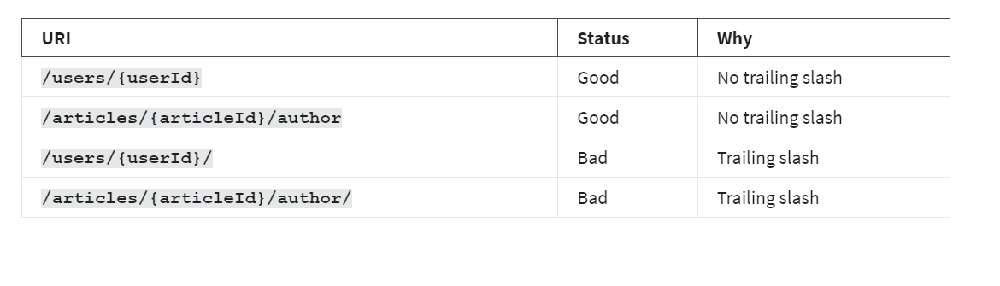 URI Status Why
/users/{userId} Good No trailing slash
/articles/{articleId}/author Good No trailing slash
/users/{userId}/ Bad Trailing slash
/articles/{articleId}/author/ Bad Trailing slash